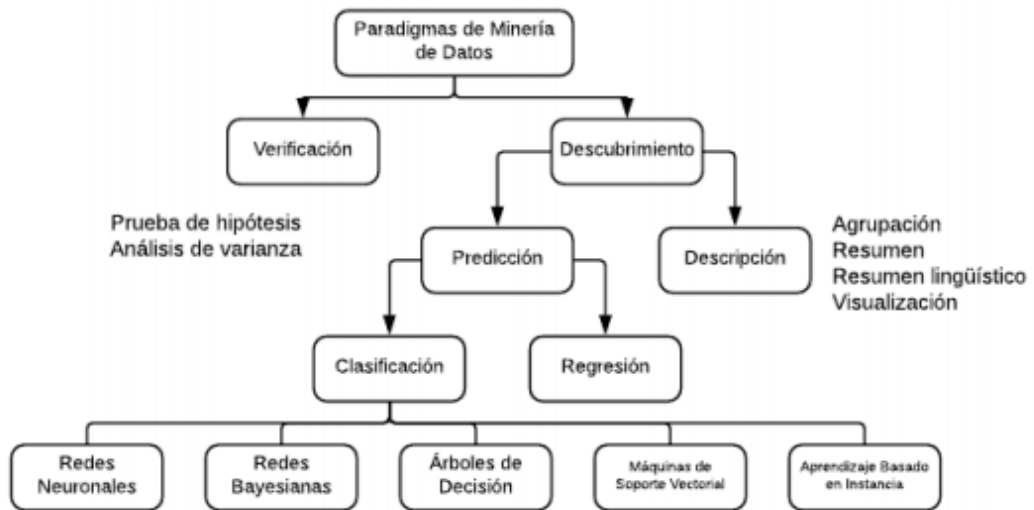 Paradigmas de Minería
de Datos
Verificación
Descubrimiento
Prueba de hipótesis
Análisis de varianza
Predicción
Descripción
Agrupación
Resumen
Resumen lingüístico
Visualización
Clasificación
Regresión
Redes
Neuronales
Redes
Bayesianas
Árboles de
Decisión
Máquinas de
Soporte Vectorial
Aprendizaje Basado
en Instancia